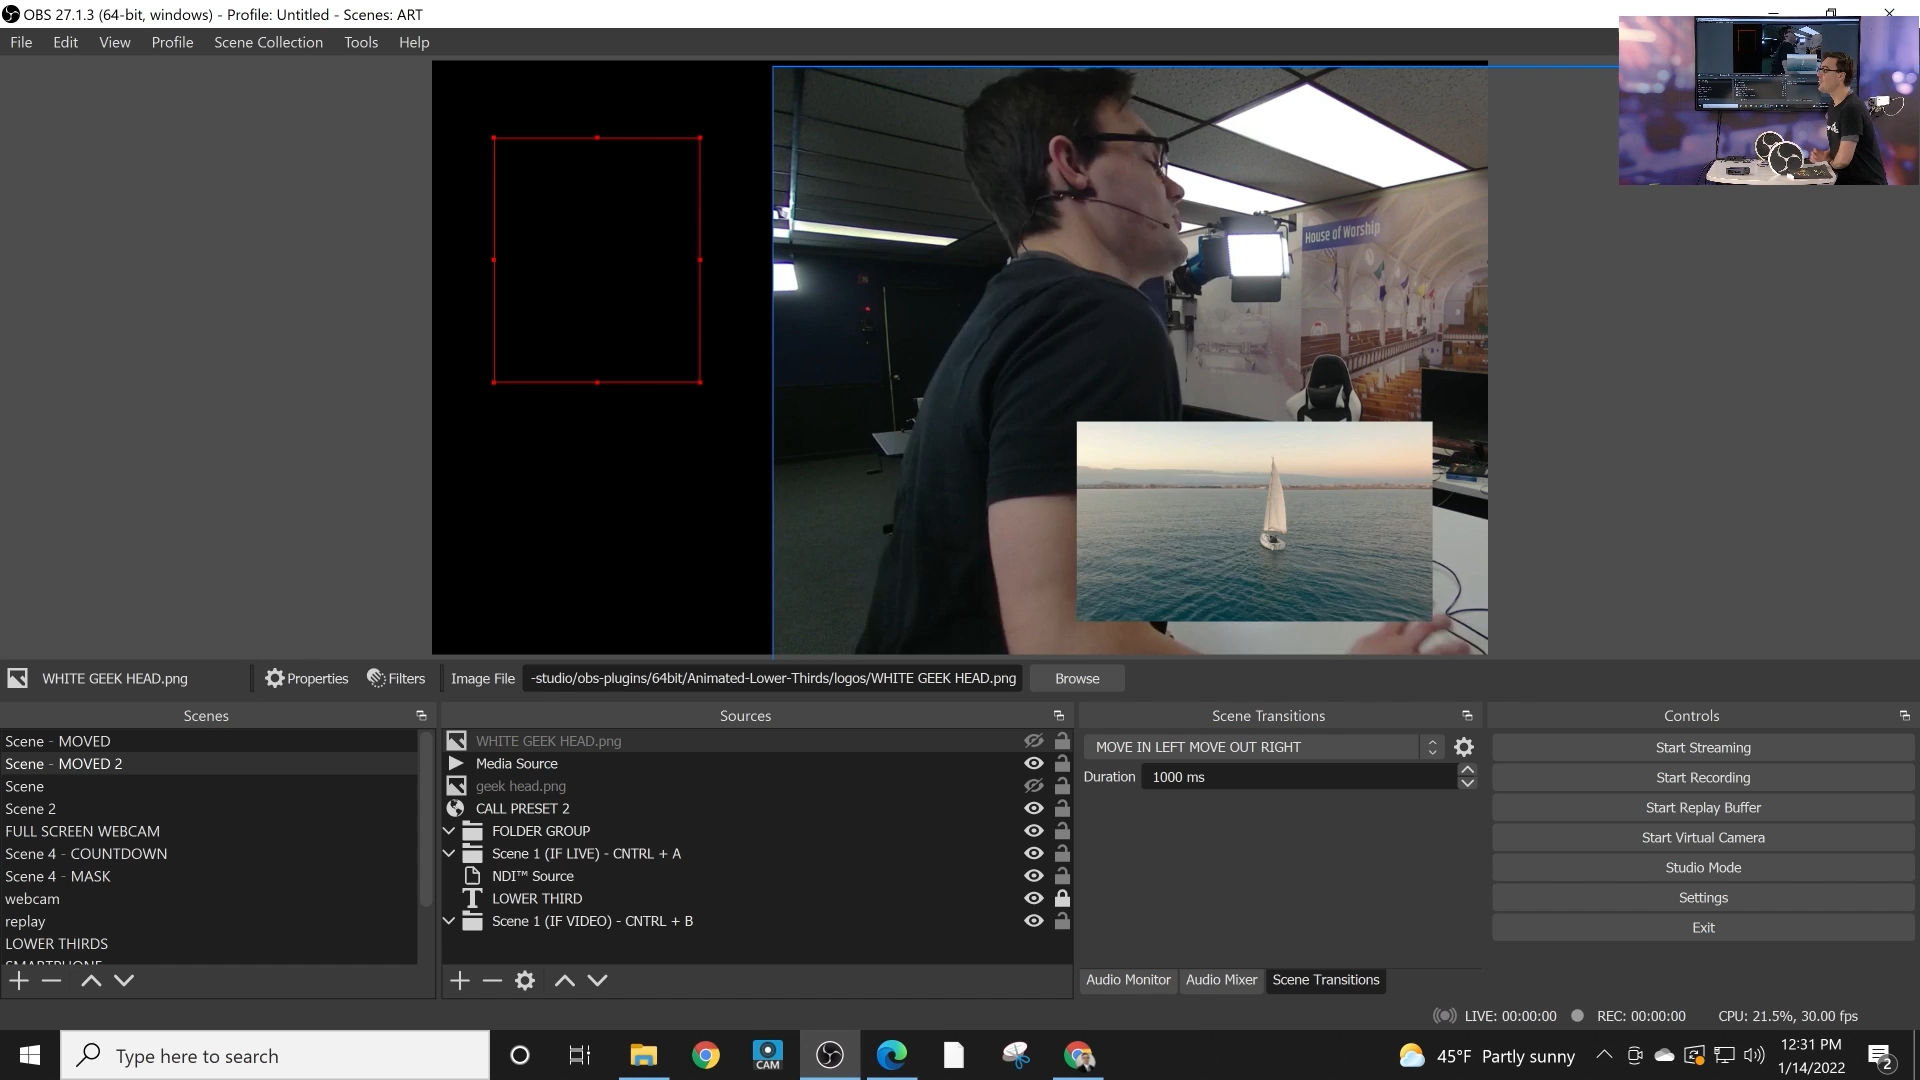 OBS 27.1.3 (64-bit, windows) - Profile: Untitled - Scenes: ART
File Edit View Profile Scene Collection Tools Help
House of Worship
WHITE GEEK HEAD.png
Properties
Filters
Image File
-studio/obs-plugins/64bit/Animated-Lower-Thirds/logos/WHITE GEEK HEAD.png
Browse
Scenes
Scene - MOVED
Scene - MOVED 2
Scene
Scene 2
FULL SCREEN WEBCAM
Scene 4 - COUNTDOWN
Scene 4 - MASK
webcam
replay
LOWER THIRDS
SMARTPHONE
Sources
WHITE GEEK HEAD.png
Media Source
geek head.png
CALL PRESET 2
FOLDER GROUP
Scene 1 (IF LIVE) - CNTRL + A
NDI™ Source
LOWER THIRD
Scene 1 (IF VIDEO) - CNTRL + B
Scene Transitions
MOVE IN LEFT MOVE OUT RIGHT
Duration 1000 ms
Audio Monitor Audio Mixer Scene Transitions
Controls
Start Streaming
Start Recording
Start Replay Buffer
Start Virtual Camera
Studio Mode
Settings
Exit
LIVE: 00:00:00 REC: 00:00:00 CPU: 21.5%, 30.00 fps
Type here to search
CAM
45°F Partly sunny
12:31 PM
1/14/2022
2